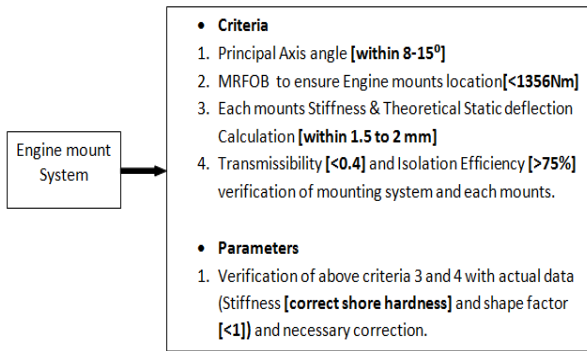 Engine mount
System
• Criteria
1. Principal Axis angle [within 8-15⁰]
2. MRFOB to ensure Engine mounts location[<1356Nm]
3. Each mounts Stiffness & Theoretical Static deflection
Calculation [within 1.5 to 2 mm]
4. Transmissibility [<0.4] and Isolation Efficiency [>75%]
verification of mounting system and each mounts.
• Parameters
1. Verification of above criteria 3 and 4 with actual data
(Stiffness [correct shore hardness] and shape factor
[<1]) and necessary correction.